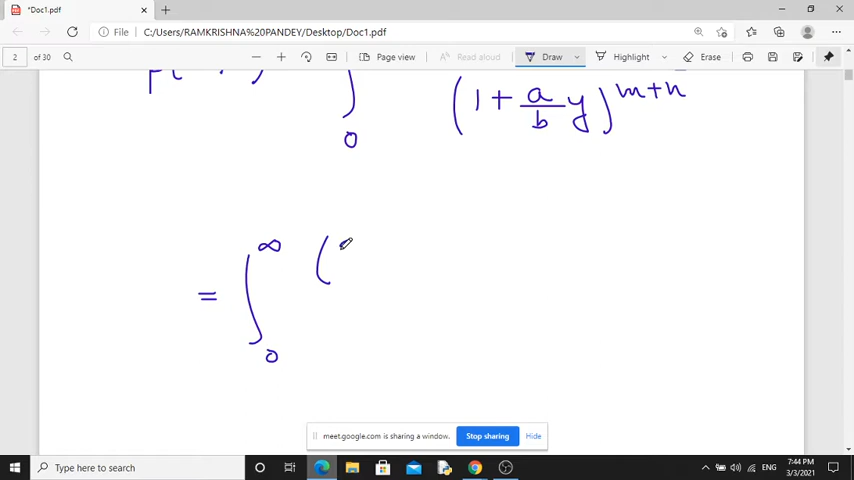 *Doc1.pdf
File C:/Users/RAMKRISHNA%20PANDEY/Desktop/Doc1.pdf
2 of 30 Page view Read aloud Draw Highlight Erase
∫ 0 (1 + a/b y)^m+n
= ∫ 0 ∞ (
meet.google.com is sharing a window. Stop sharing Hide
Type here to search
ENG
7:44 PM
3/3/2021